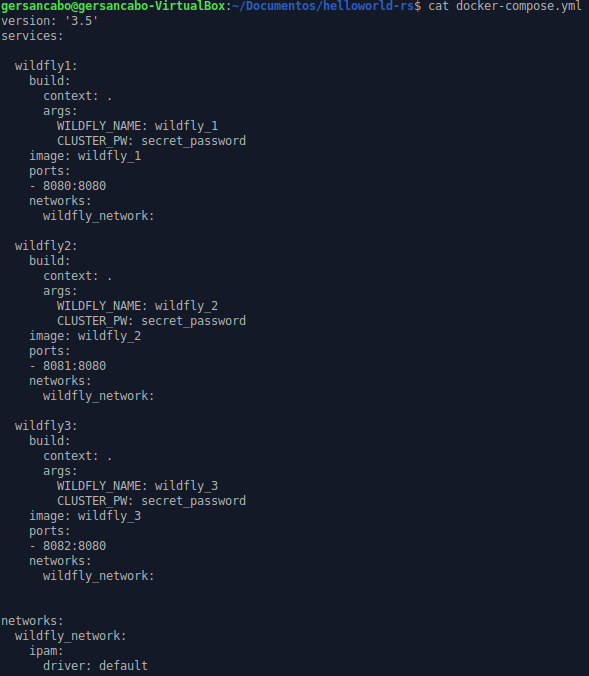 gersancabo@gersancabo-VirtualBox:~/Documentos/helloworld-rs$ cat docker-compose.yml
version: '3.5'
services:

  wildfly1:
    build:
      context: .
      args:
        WILDFLY_NAME: wildfly_1
        CLUSTER_PW: secret_password
    image: wildfly_1
    ports:
    - 8080:8080
    networks:
      wildfly_network:

  wildfly2:
    build:
      context: .
      args:
        WILDFLY_NAME: wildfly_2
        CLUSTER_PW: secret_password
    image: wildfly_2
    ports:
    - 8081:8080
    networks:
      wildfly_network:

  wildfly3:
    build:
      context: .
      args:
        WILDFLY_NAME: wildfly_3
        CLUSTER_PW: secret_password
    image: wildfly_3
    ports:
    - 8082:8080
    networks:
      wildfly_network:


networks:
  wildfly_network:
    ipam:
      driver: default